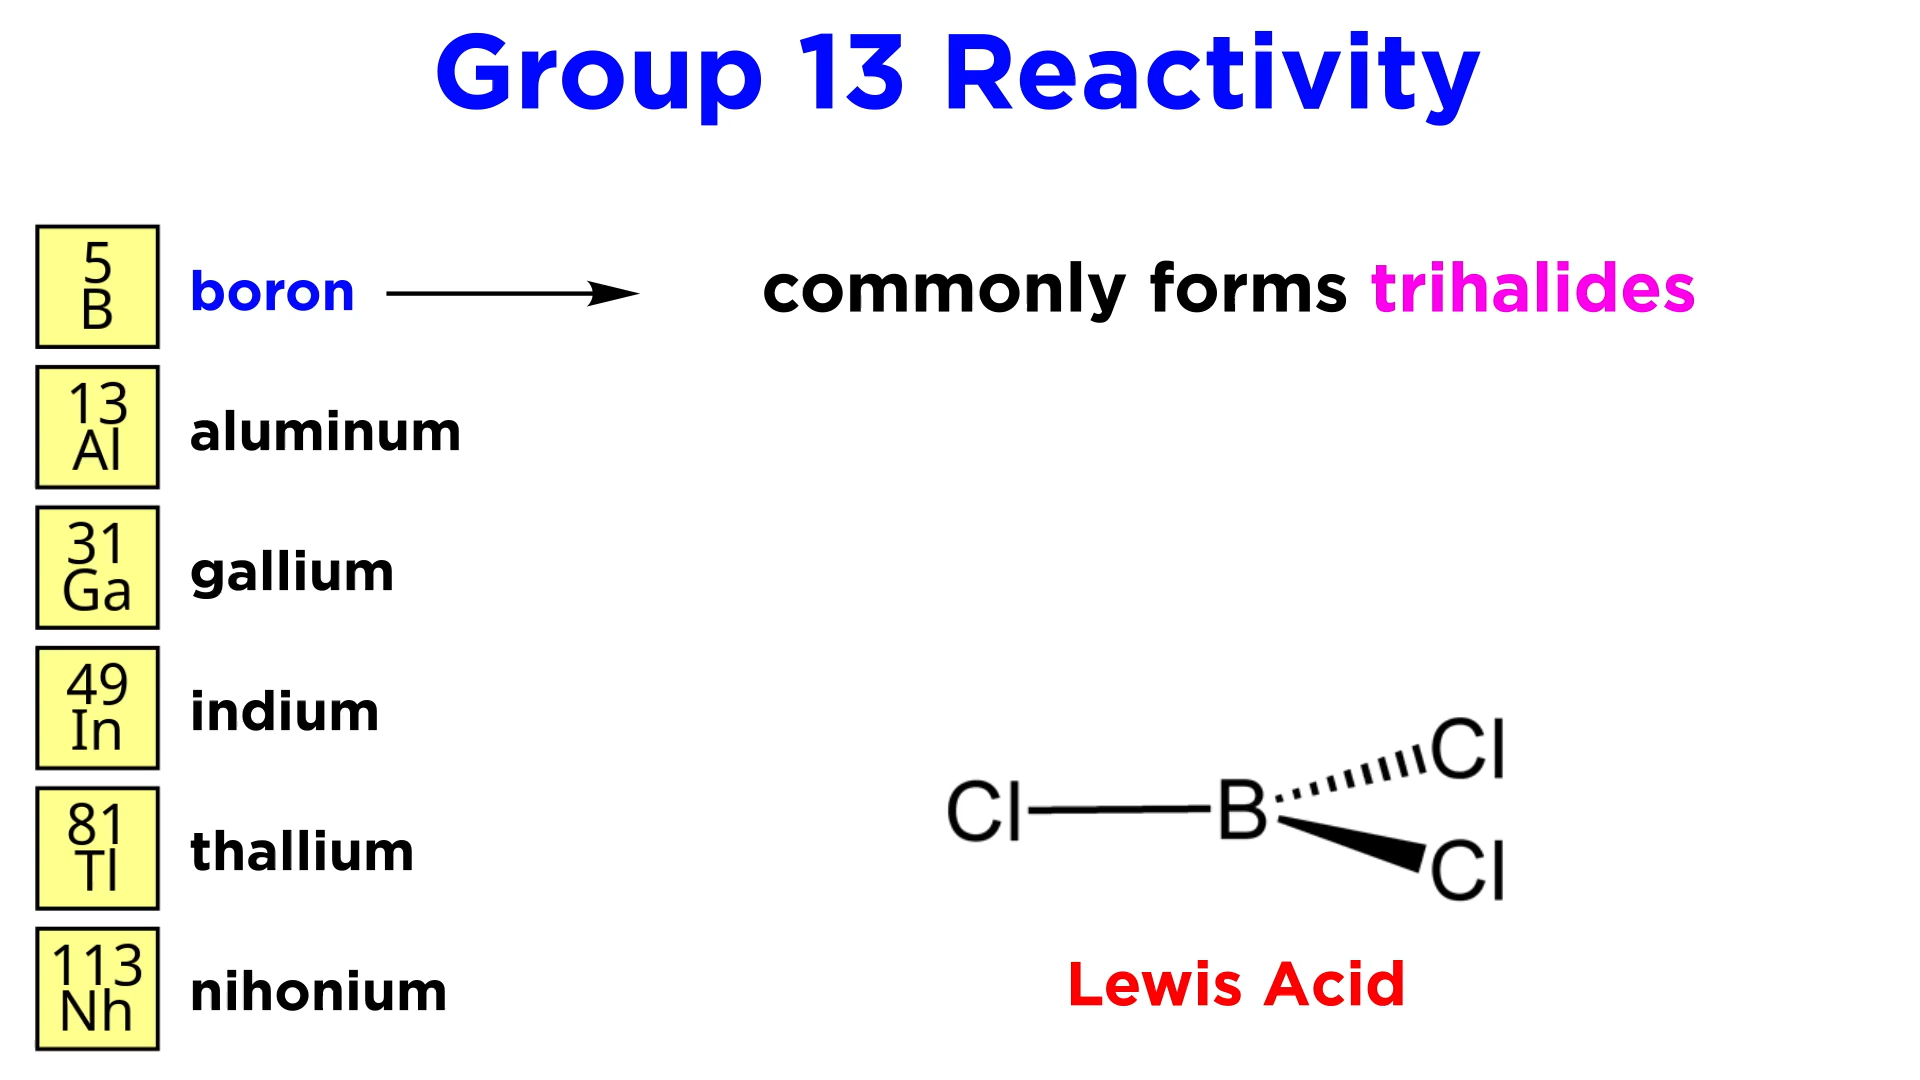 Group 13 Reactivity
5
B
boron
commonly forms trihalides
13
Al
aluminum
31
Ga
gallium
49
In
indium
81
Tl
thallium
113
Nh
nihonium
Cl
B
Cl
Cl
Lewis Acid